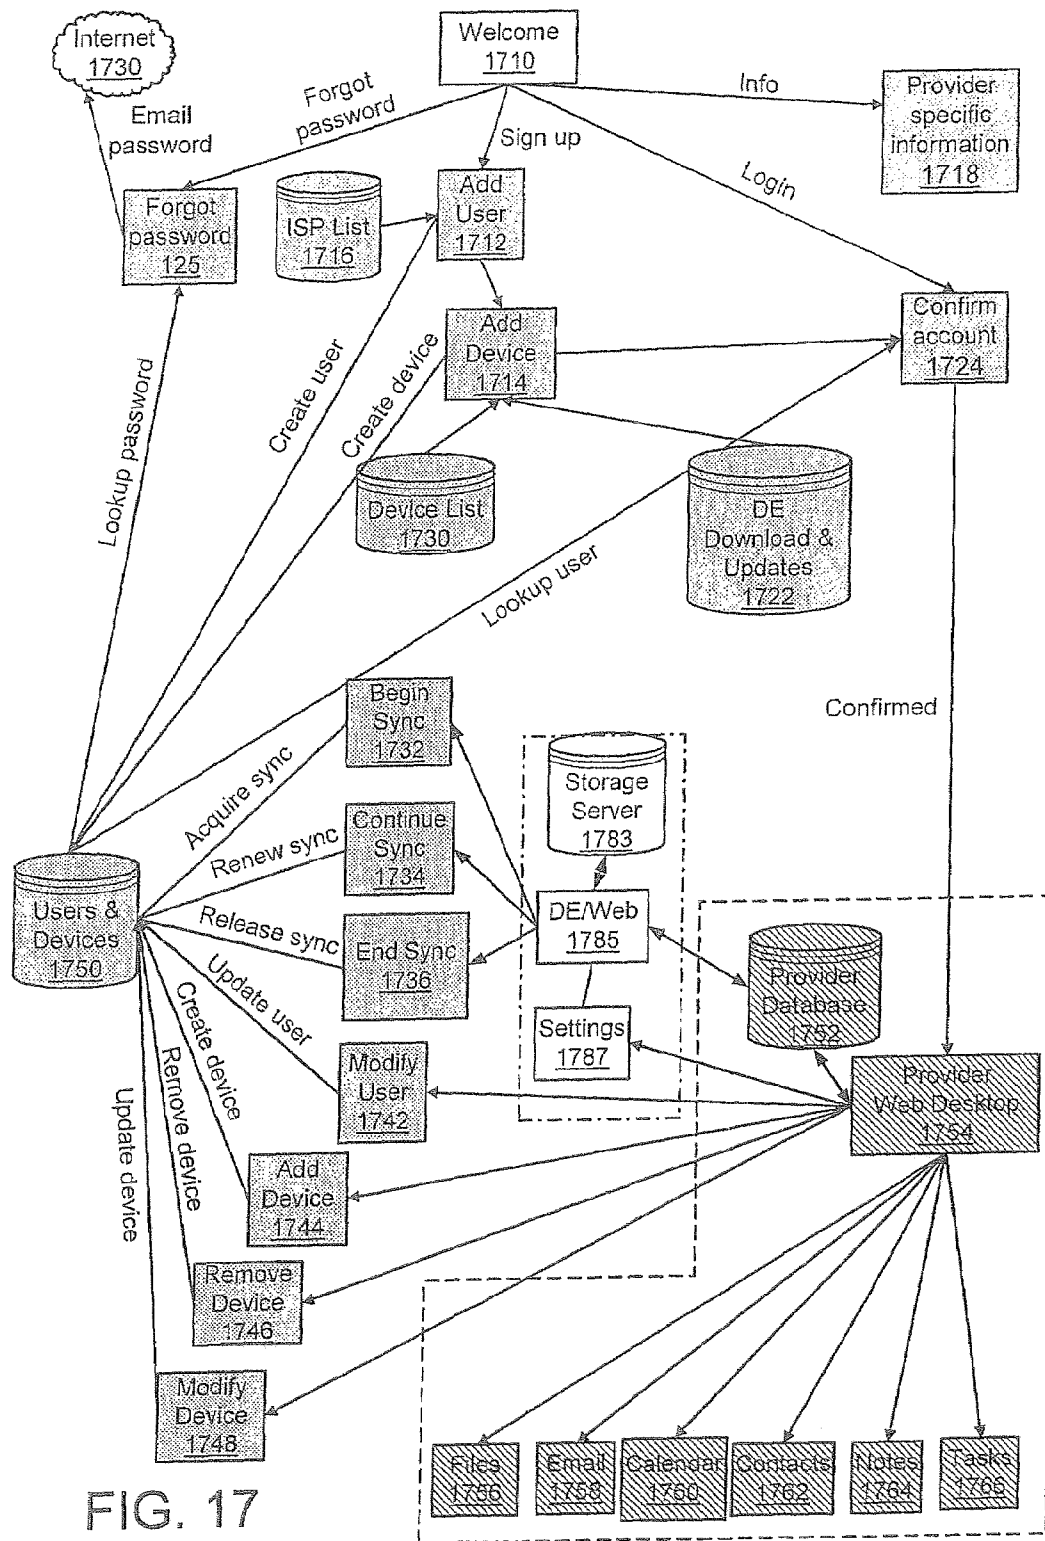 Internet
1730
Welcome
1710
Info
Provider
specific
information
1718
Forgot
password
Email
password
Sign up
Login
Forgot
password
125
ISP List
1716
Add
User
1712
Add
Device
1714
Confirm
account
1724
Lookup password
Create user
Create device
Device List
1730
DE
Download &
Updates
1722
Lookup user
Confirmed
Begin
Sync
1732
Acquire sync
Storage
Server
1783
Continue
Sync
1734
Renew sync
Users &
Devices
1750
Release sync
End Sync
1736
DE/Web
1785
Provider
Database
1752
Update user
Settings
1787
Create device
Remove device
Update device
Modify
User
1742
Provider
Web Desktop
1754
Add
Device
1744
Remove
Device
1746
Modify
Device
1748
Files
1756
Email
1758
Calendar
1760
Contacts
1762
Notes
1764
Tasks
1766
FIG. 17